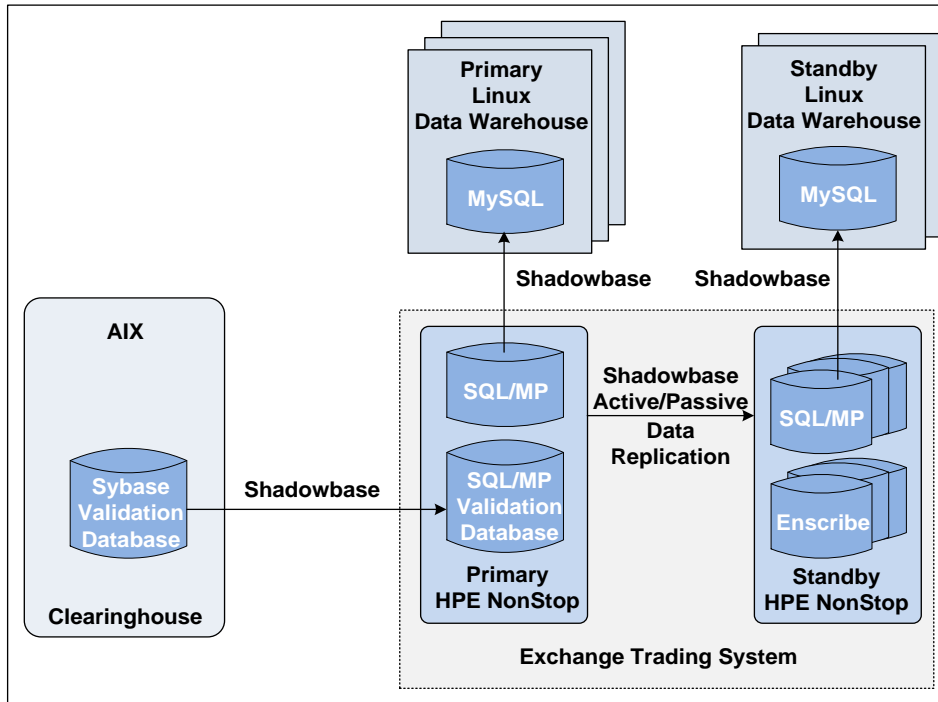 Primary
Linux
Data Warehouse
MySQL
Standby
Linux
Data Warehouse
MySQL
Shadowbase
Shadowbase
AIX
Sybase
Validation
Database
Clearinghouse
Shadowbase
SQL/MP
SQL/MP
Validation
Database
Primary
HPE NonStop
Shadowbase
Active/Passive
Data
Replication
SQL/MP
Enscribe
Standby
HPE NonStop
Exchange Trading System